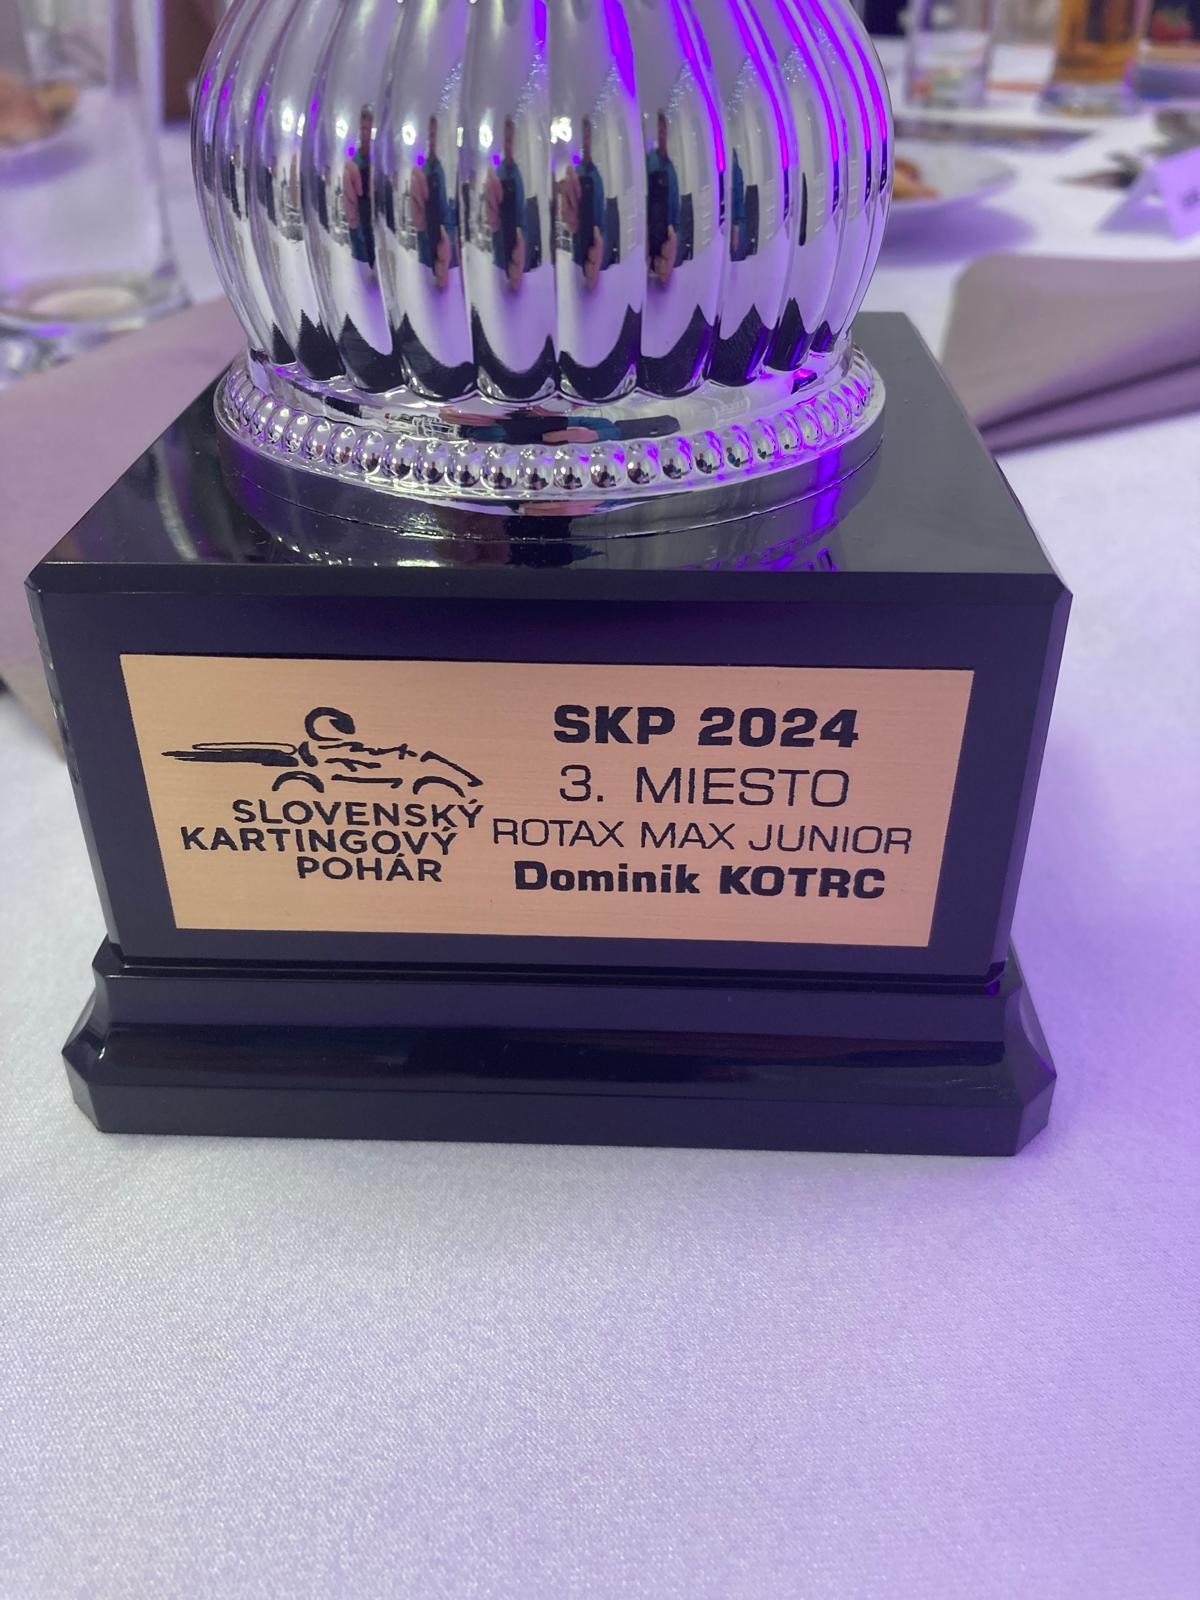 SLOVENSKÝ
KARTINGOVÝ
POHÁR
SKP 2024
3. MIESTO
ROTAX MAX JUNIOR
Dominik KOTRC